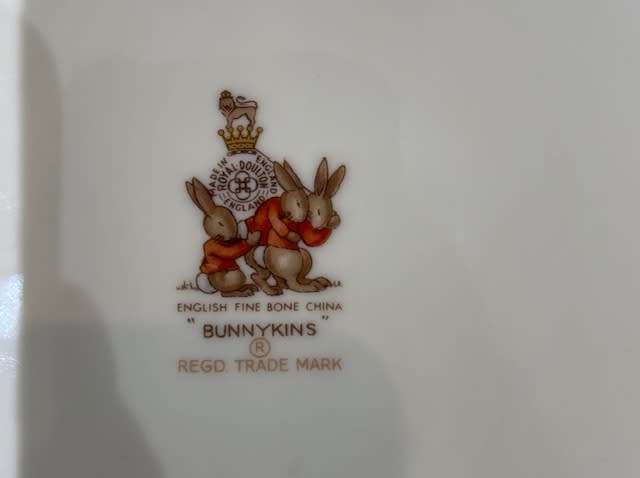 MADE IN ENGLAND
ROYAL DOULTON
ENGLAND
ENGLISH FINE BONE CHINA
"BUNNYKINS"
®
REGD. TRADE MARK